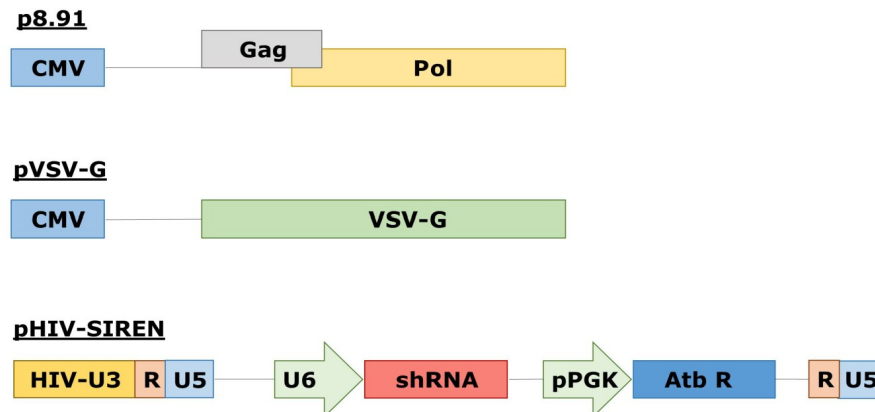 p8.91
CMV Gag Pol
pVSV-G
CMV VSV-G
pHIV-SIREN
HIV-U3 R U5 U6 shRNA pPGK Atb R R U5